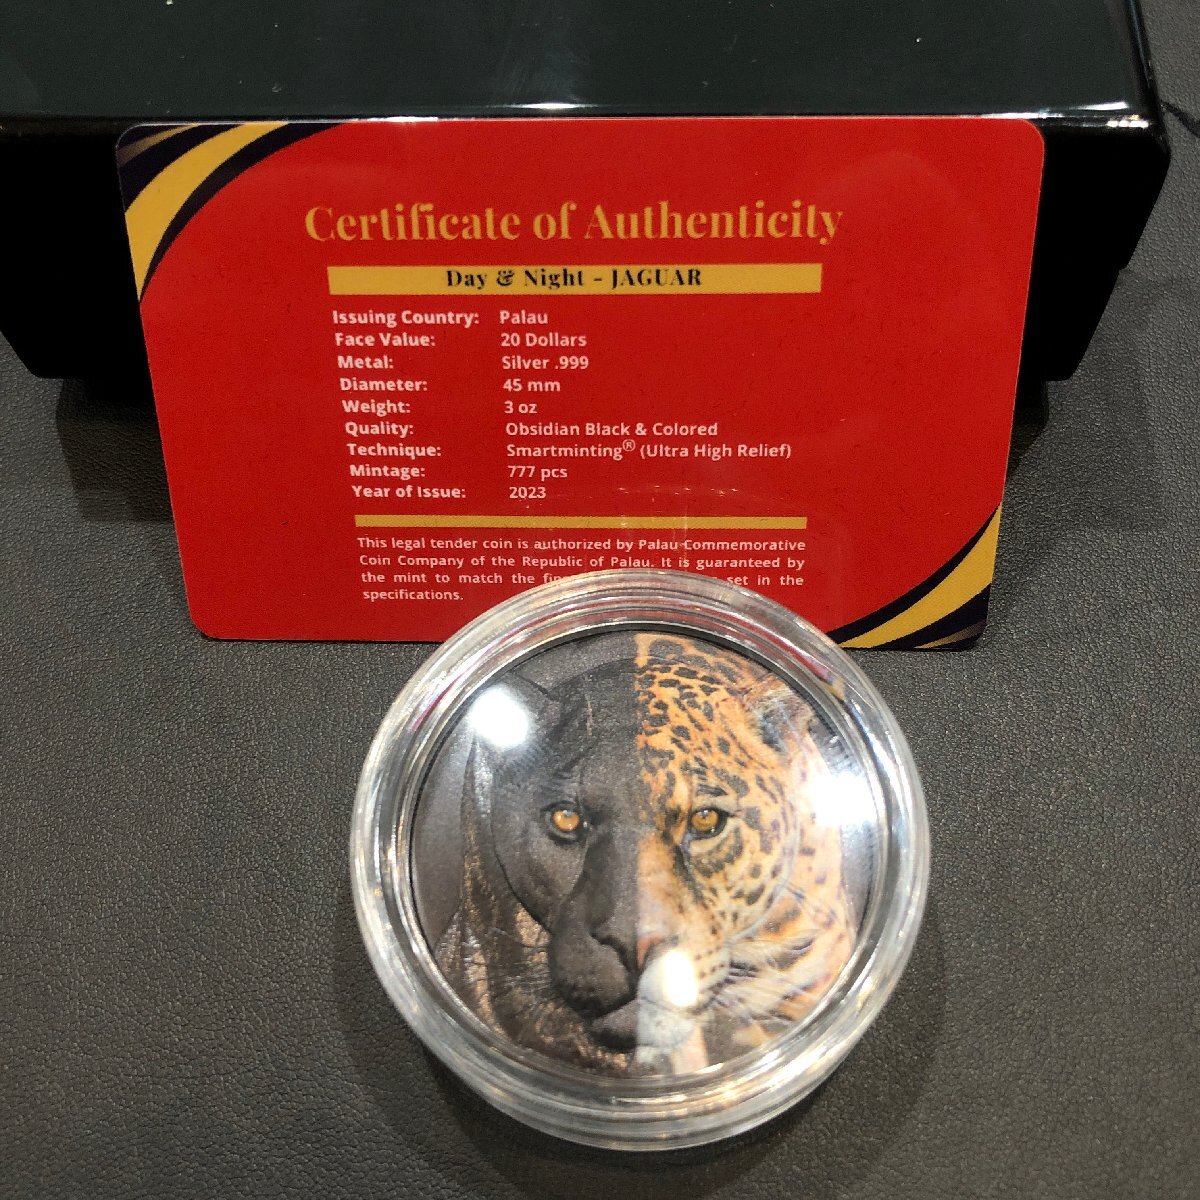 Certificate of Authenticity
Day & Night - JAGUAR
Issuing Country: Palau
Face Value: 20 Dollars
Metal: Silver .999
Diameter: 45 mm
Weight: 3 oz
Quality: Obsidian Black & Colored
Technique: Smartminting® (Ultra High Relief)
Mintage: 777 pcs
Year of Issue: 2023
This legal tender coin is authorized by Palau Commemorative
Coin Company of the Republic of Palau. It is guaranteed by
the mint to match the set in the
specifications.